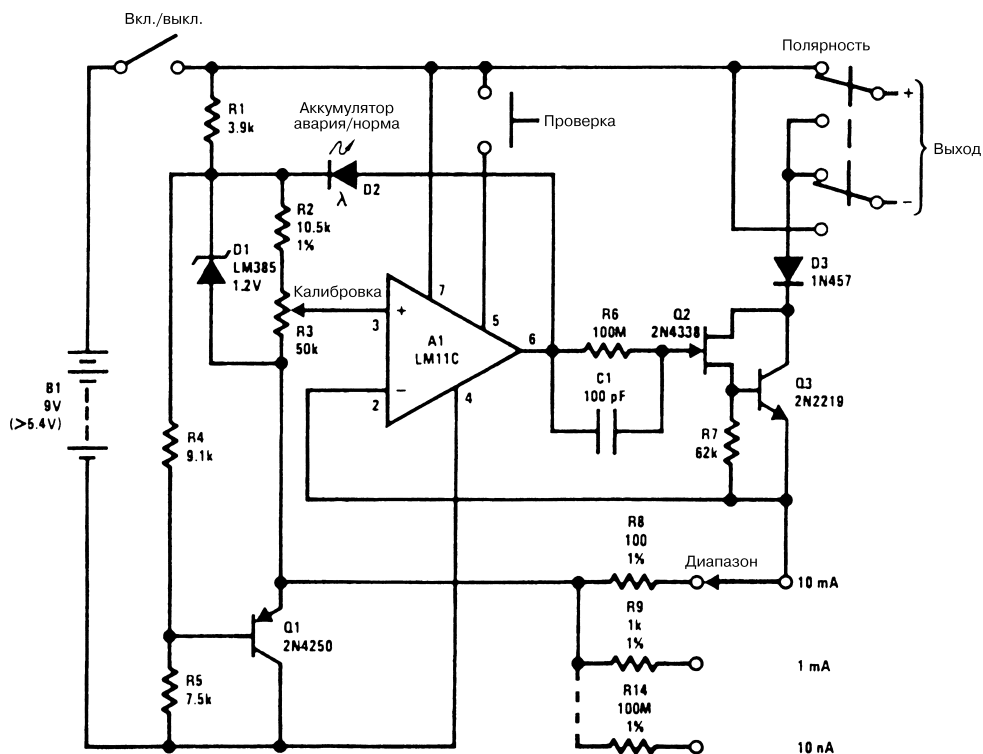 Вкл./выкл.
Полярность
R1
3.9k
Аккумулятор
авария/норма
Проверка
+
Выход
–
λ
D2
R2
10.5k
1%
D1
LM385
1.2V
D3
1N457
Калибровка
R3
50k
7
+
3
5
A1
LM11C
6
R6
100M
Q2
2N4338
C1
100 pF
–
2
4
Q3
2N2219
B1
9V
(>5.4V)
R4
9.1k
R7
62k
R8
100
1%
Диапазон
10 mA
R9
1k
1%
1 mA
Q1
2N4250
R5
7.5k
R14
100M
1%
10 nA